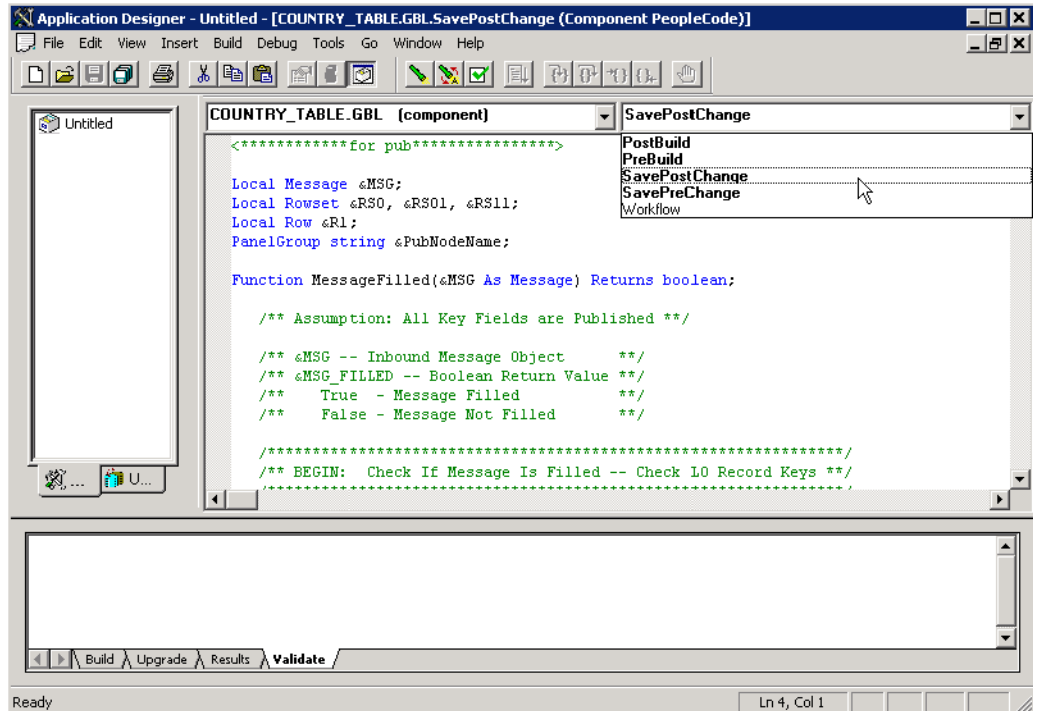 Application Designer - Untitled - [COUNTRY_TABLE.GBL.SavePostChange (Component PeopleCode)]
File Edit View Insert Build Debug Tools Go Window Help
Untitled
COUNTRY_TABLE.GBL (component)
SavePostChange
PostBuild
PreBuild
SavePostChange
SavePreChange
Workflow
<************for pub****************>
Local Message &MSG;
Local Rowset &RS0, &RS01, &RS11;
Local Row &R1;
PanelGroup string &PubNodeName;
Function MessageFilled(&MSG As Message) Returns boolean;
/** Assumption: All Key Fields are Published **/
/** &MSG -- Inbound Message Object **/
/** &MSG_FILLED -- Boolean Return Value **/
/** True - Message Filled **/
/** False - Message Not Filled **/
/***************************************************************/
/** BEGIN: Check If Message Is Filled -- Check L0 Record Keys **/
/***************************************************************/
... U...
Build Upgrade Results Validate
Ready Ln 4, Col 1